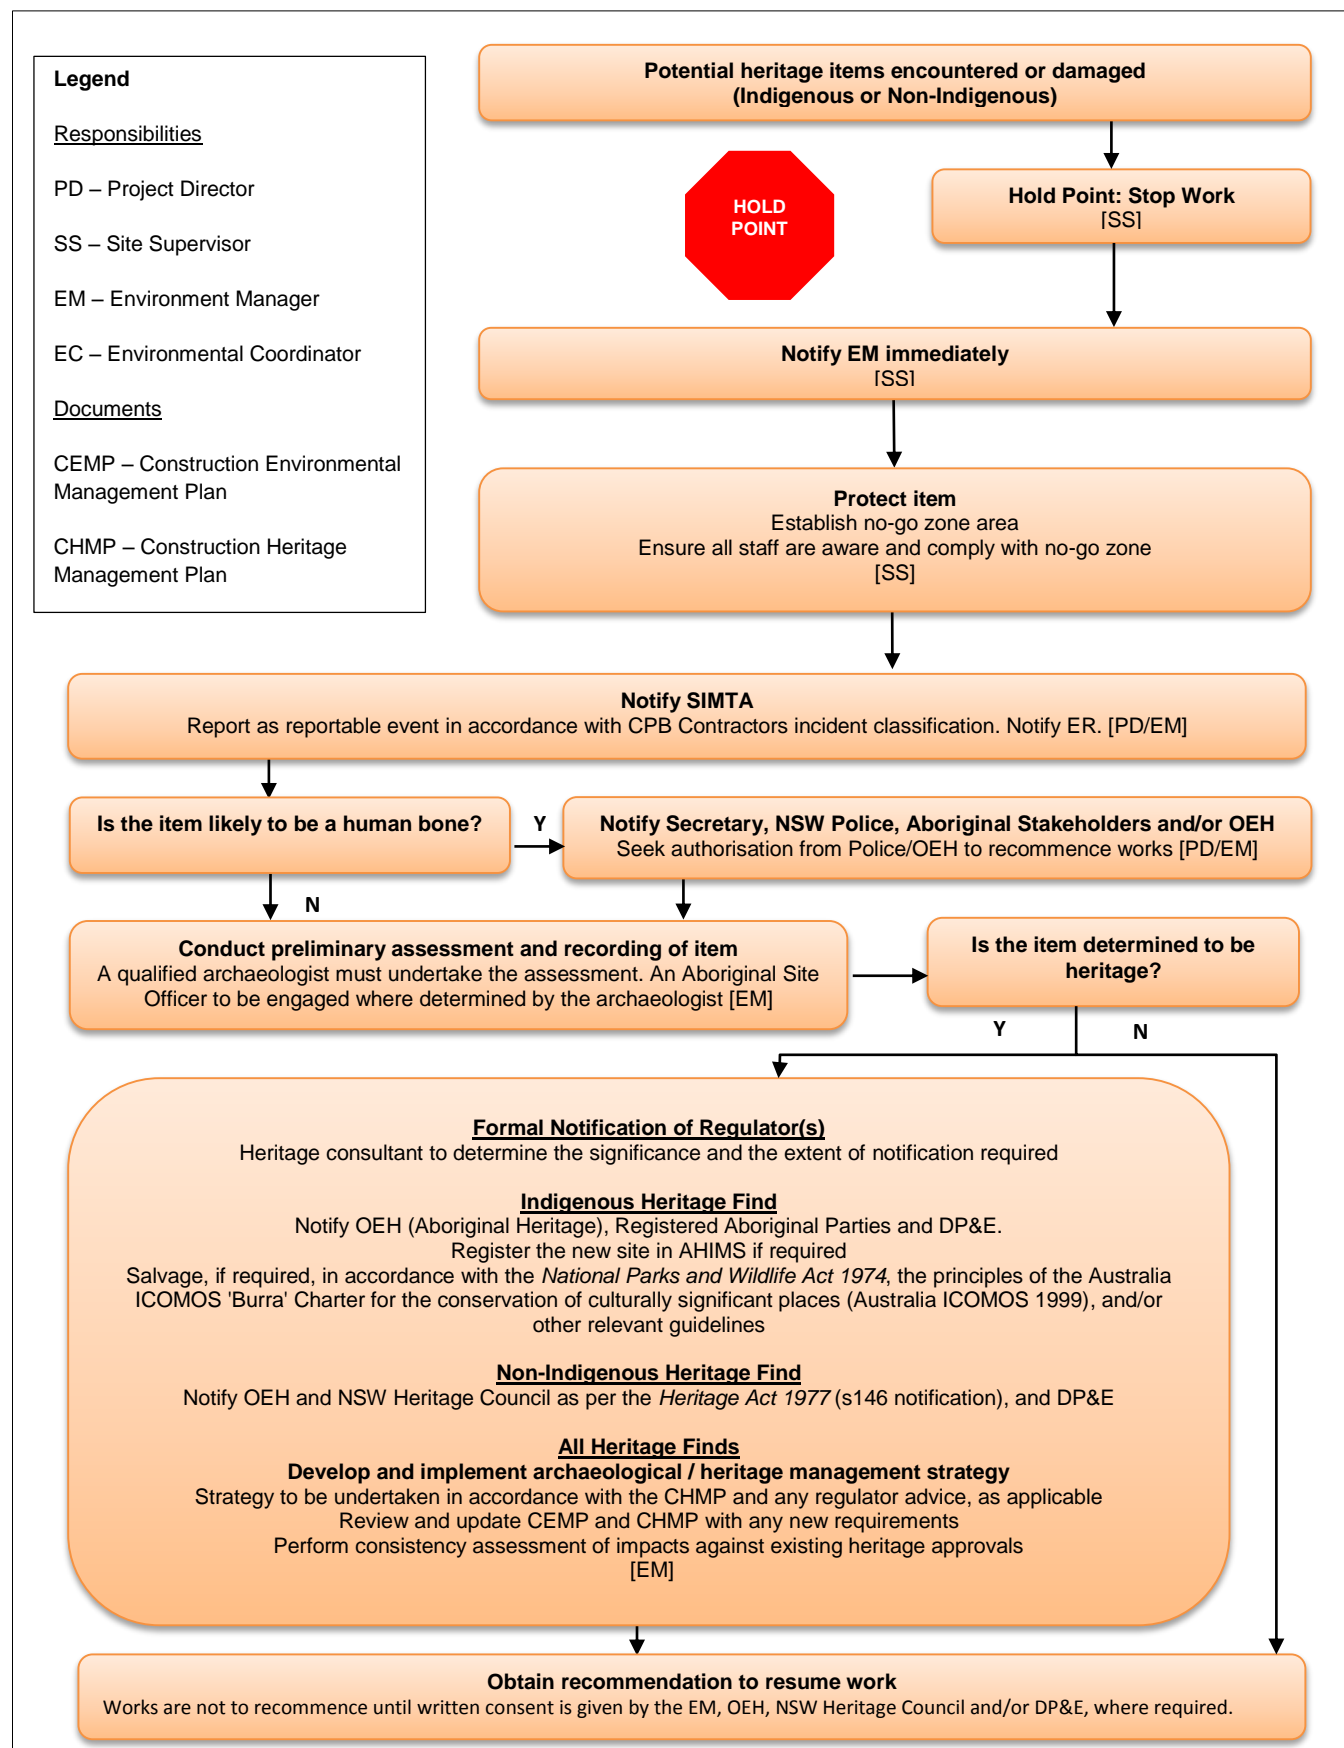 Legend
Responsibilities
PD – Project Director
SS – Site Supervisor
EM – Environment Manager
EC – Environmental Coordinator
Documents
CEMP – Construction Environmental
Management Plan
CHMP – Construction Heritage
Management Plan
Potential heritage items encountered or damaged
(Indigenous or Non-Indigenous)
HOLD
POINT
Hold Point: Stop Work
[SS]
Notify EM immediately
[SS]
Protect item
Establish no-go zone area
Ensure all staff are aware and comply with no-go zone
[SS]
Notify SIMTA
Report as reportable event in accordance with CPB Contractors incident classification. Notify ER. [PD/EM]
Is the item likely to be a human bone?
Y
Notify Secretary, NSW Police, Aboriginal Stakeholders and/or OEH
Seek authorisation from Police/OEH to recommence works [PD/EM]
N
Conduct preliminary assessment and recording of item
A qualified archaeologist must undertake the assessment. An Aboriginal Site
Officer to be engaged where determined by the archaeologist [EM]
Is the item determined to be
heritage?
Y
N
Formal Notification of Regulator(s)
Heritage consultant to determine the significance and the extent of notification required
Indigenous Heritage Find
Notify OEH (Aboriginal Heritage), Registered Aboriginal Parties and DP&E.
Register the new site in AHIMS if required
Salvage, if required, in accordance with the National Parks and Wildlife Act 1974, the principles of the Australia
ICOMOS 'Burra' Charter for the conservation of culturally significant places (Australia ICOMOS 1999), and/or
other relevant guidelines
Non-Indigenous Heritage Find
Notify OEH and NSW Heritage Council as per the Heritage Act 1977 (s146 notification), and DP&E
All Heritage Finds
Develop and implement archaeological / heritage management strategy
Strategy to be undertaken in accordance with the CHMP and any regulator advice, as applicable
Review and update CEMP and CHMP with any new requirements
Perform consistency assessment of impacts against existing heritage approvals
[EM]
Obtain recommendation to resume work
Works are not to recommence until written consent is given by the EM, OEH, NSW Heritage Council and/or DP&E, where required.